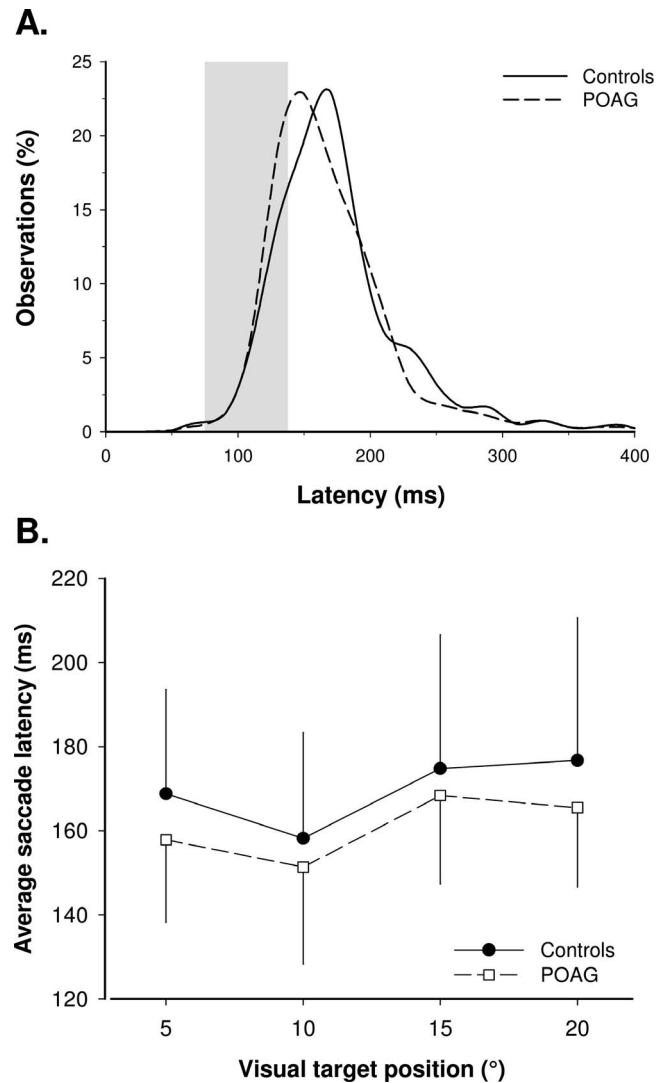 A.
25
20
15
10
5
0
Observations (%)
Controls
POAG
0 100 200 300 400
Latency (ms)
B.
220
200
180
160
140
120
Average saccade latency (ms)
Controls
POAG
5 10 15 20
Visual target position (°)